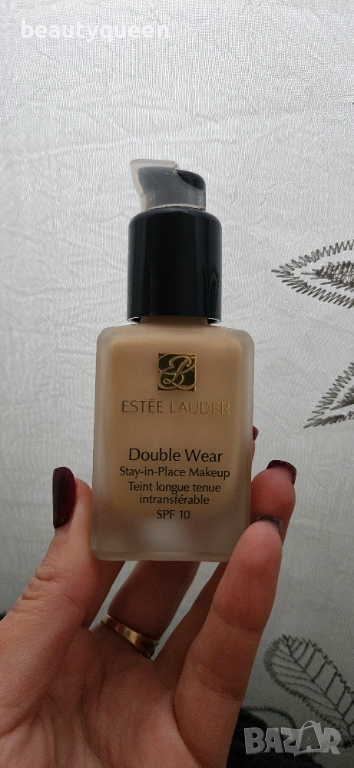 beautyqueen
ESTĒE LAUDER
Double Wear
Stay-in-Place Makeup
Teint longue tenue
intransférable
SPF 10
BAZAR